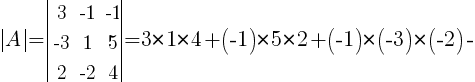 |A|=| 3 -1 -1 |
| -3 1 5 |=3×1×4+(-1)×5×2+(-1)×(-3)×(-2)-
| 2 -2 4 |